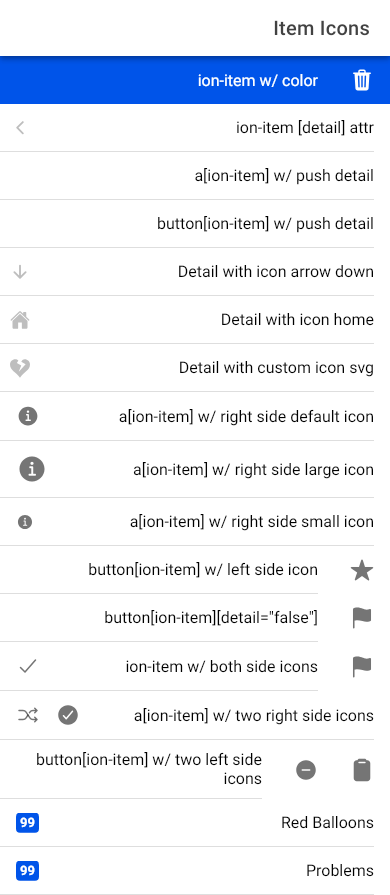 Item Icons
ion-item w/ color
ion-item [detail] attr
a[ion-item] w/ push detail
button[ion-item] w/ push detail
Detail with icon arrow down
Detail with icon home
Detail with custom icon svg
a[ion-item] w/ right side default icon
a[ion-item] w/ right side large icon
a[ion-item] w/ right side small icon
button[ion-item] w/ left side icon
button[ion-item][detail="false"]
ion-item w/ both side icons
a[ion-item] w/ two right side icons
button[ion-item] w/ two left side
icons
99 Red Balloons
99 Problems